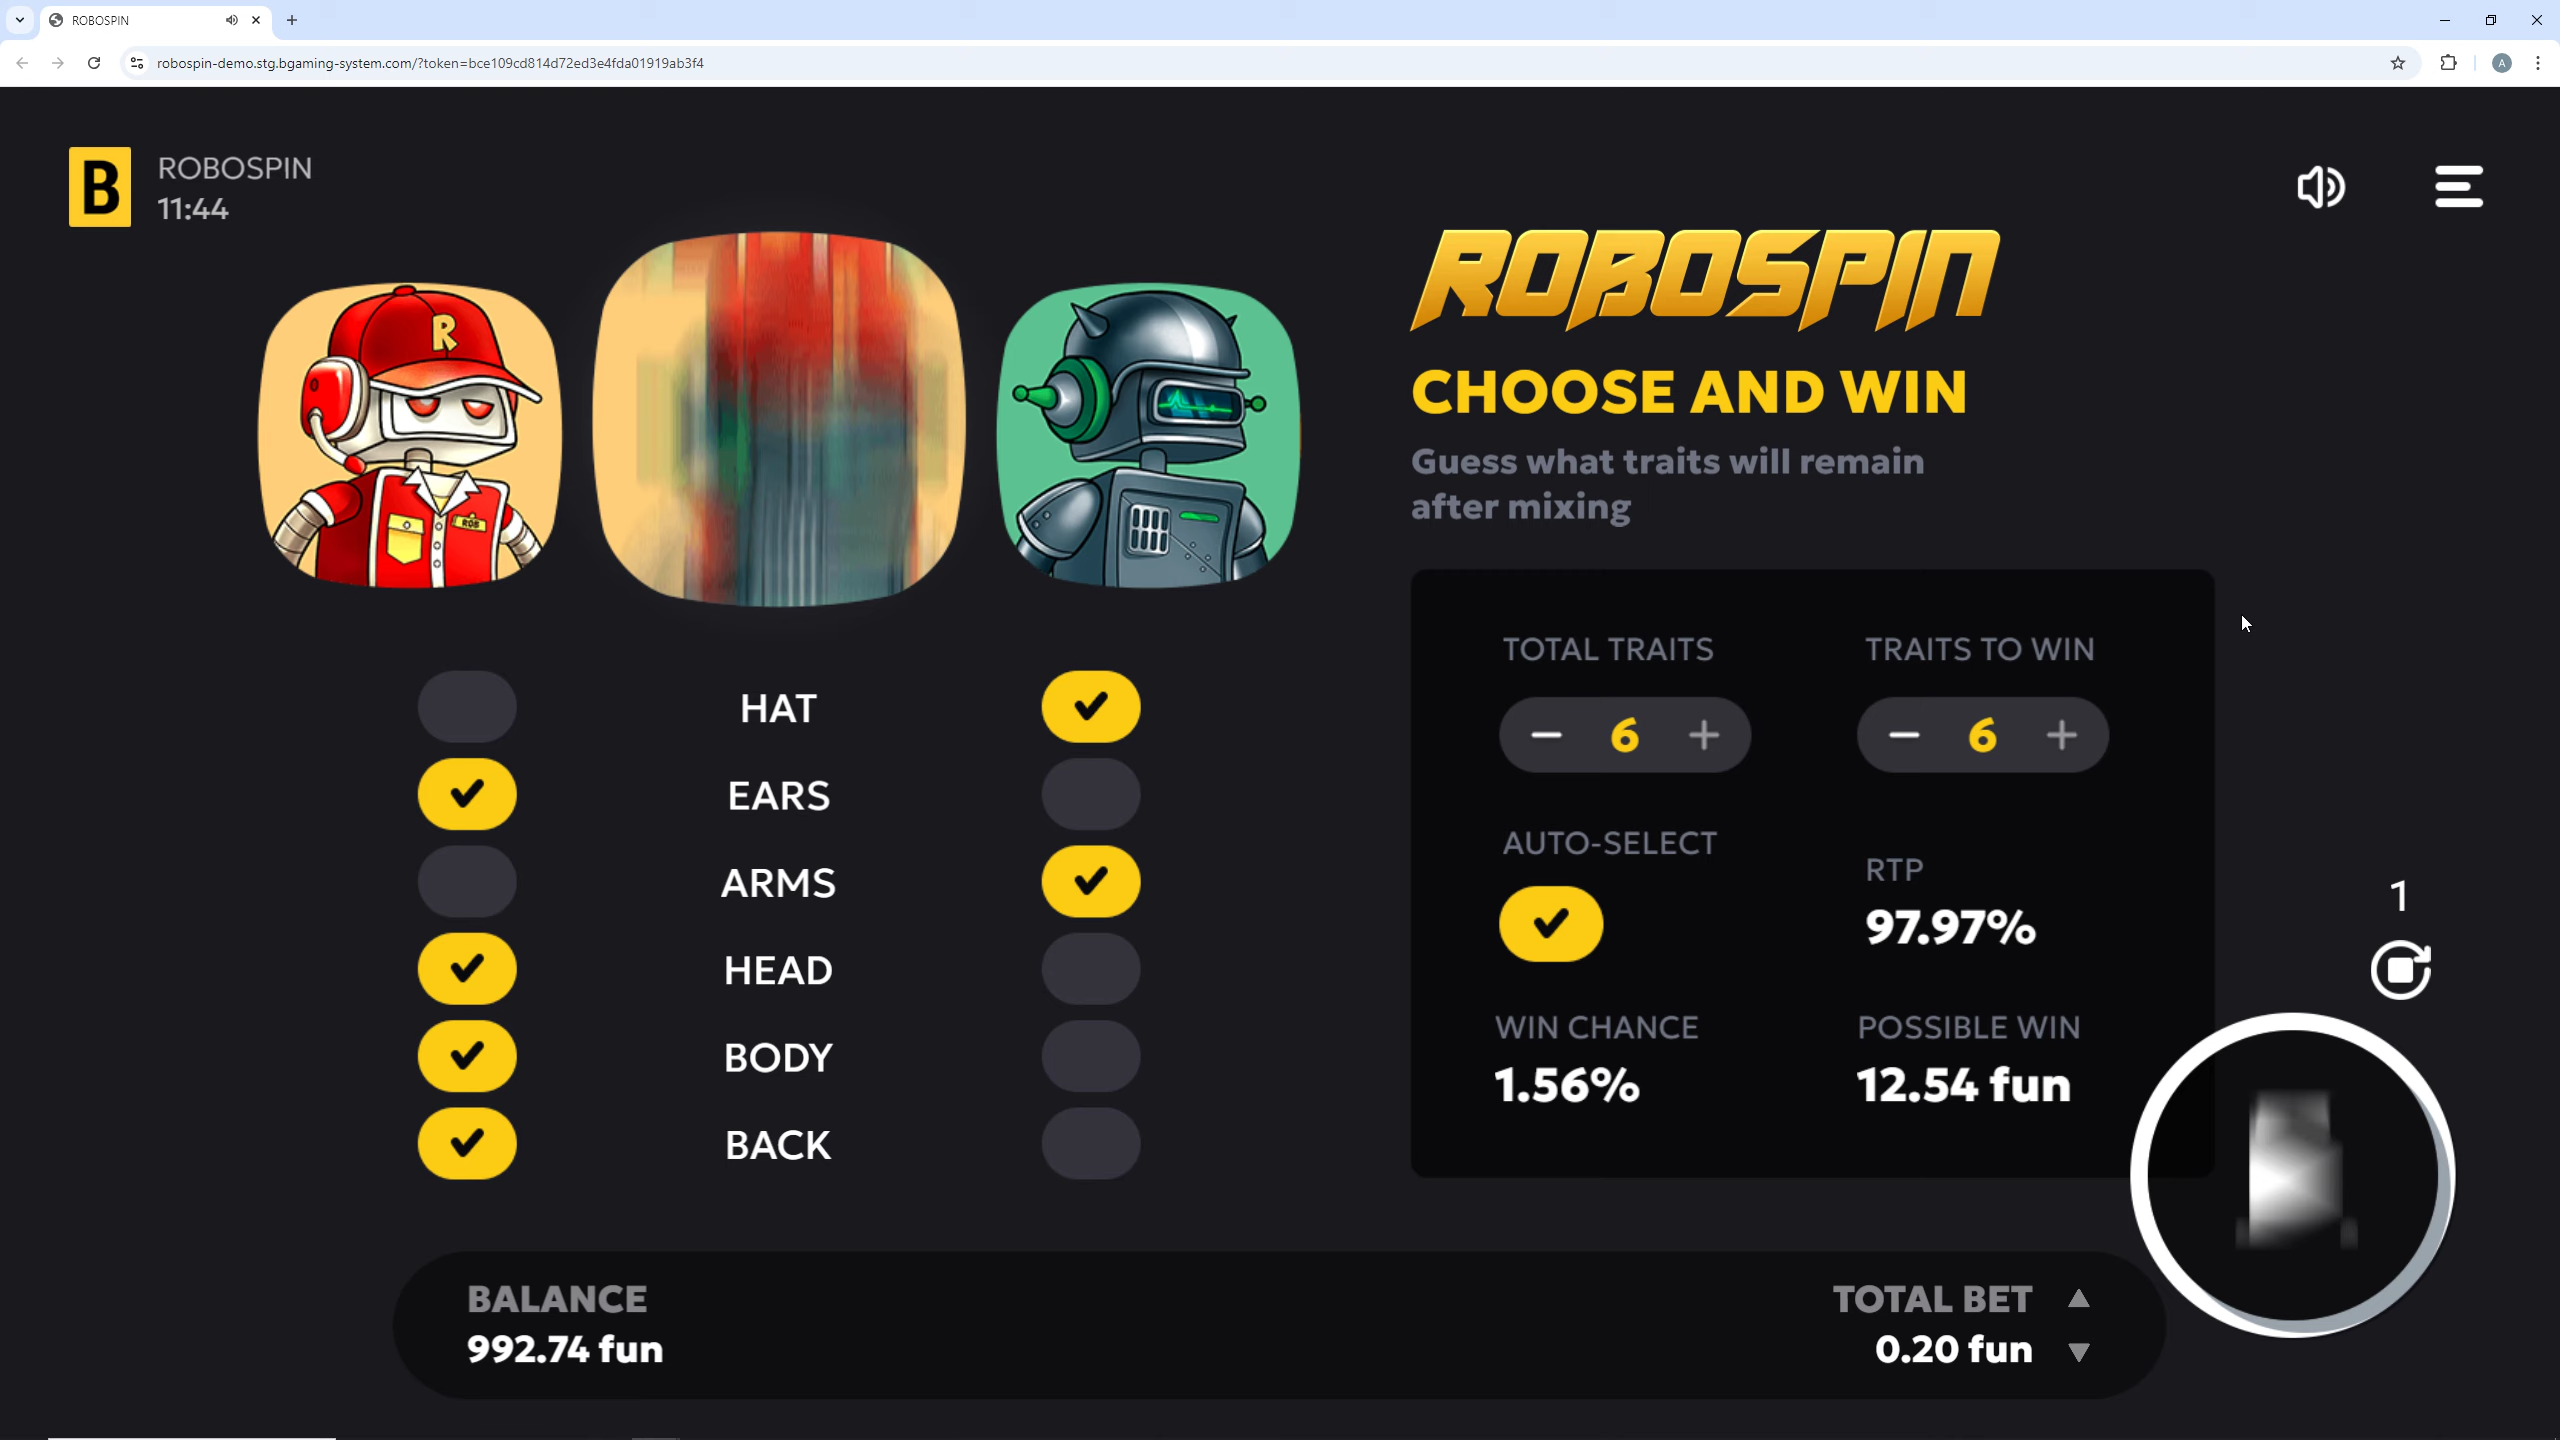 ROBOSPIN
robospin-demo.stg.bgaming-system.com/?token=bce109cd814d72ed3e4fda01919ab3f4
A
B
ROBOSPIN
11:44
R
ROB
ROBOSPIN
CHOOSE AND WIN
Guess what traits will remain
after mixing
HAT
EARS
ARMS
HEAD
BODY
BACK
TOTAL TRAITS
TRAITS TO WIN
− 6 +
− 6 +
AUTO-SELECT
RTP
97.97%
WIN CHANCE
POSSIBLE WIN
1.56%
12.54 fun
1
BALANCE
992.74 fun
TOTAL BET
0.20 fun